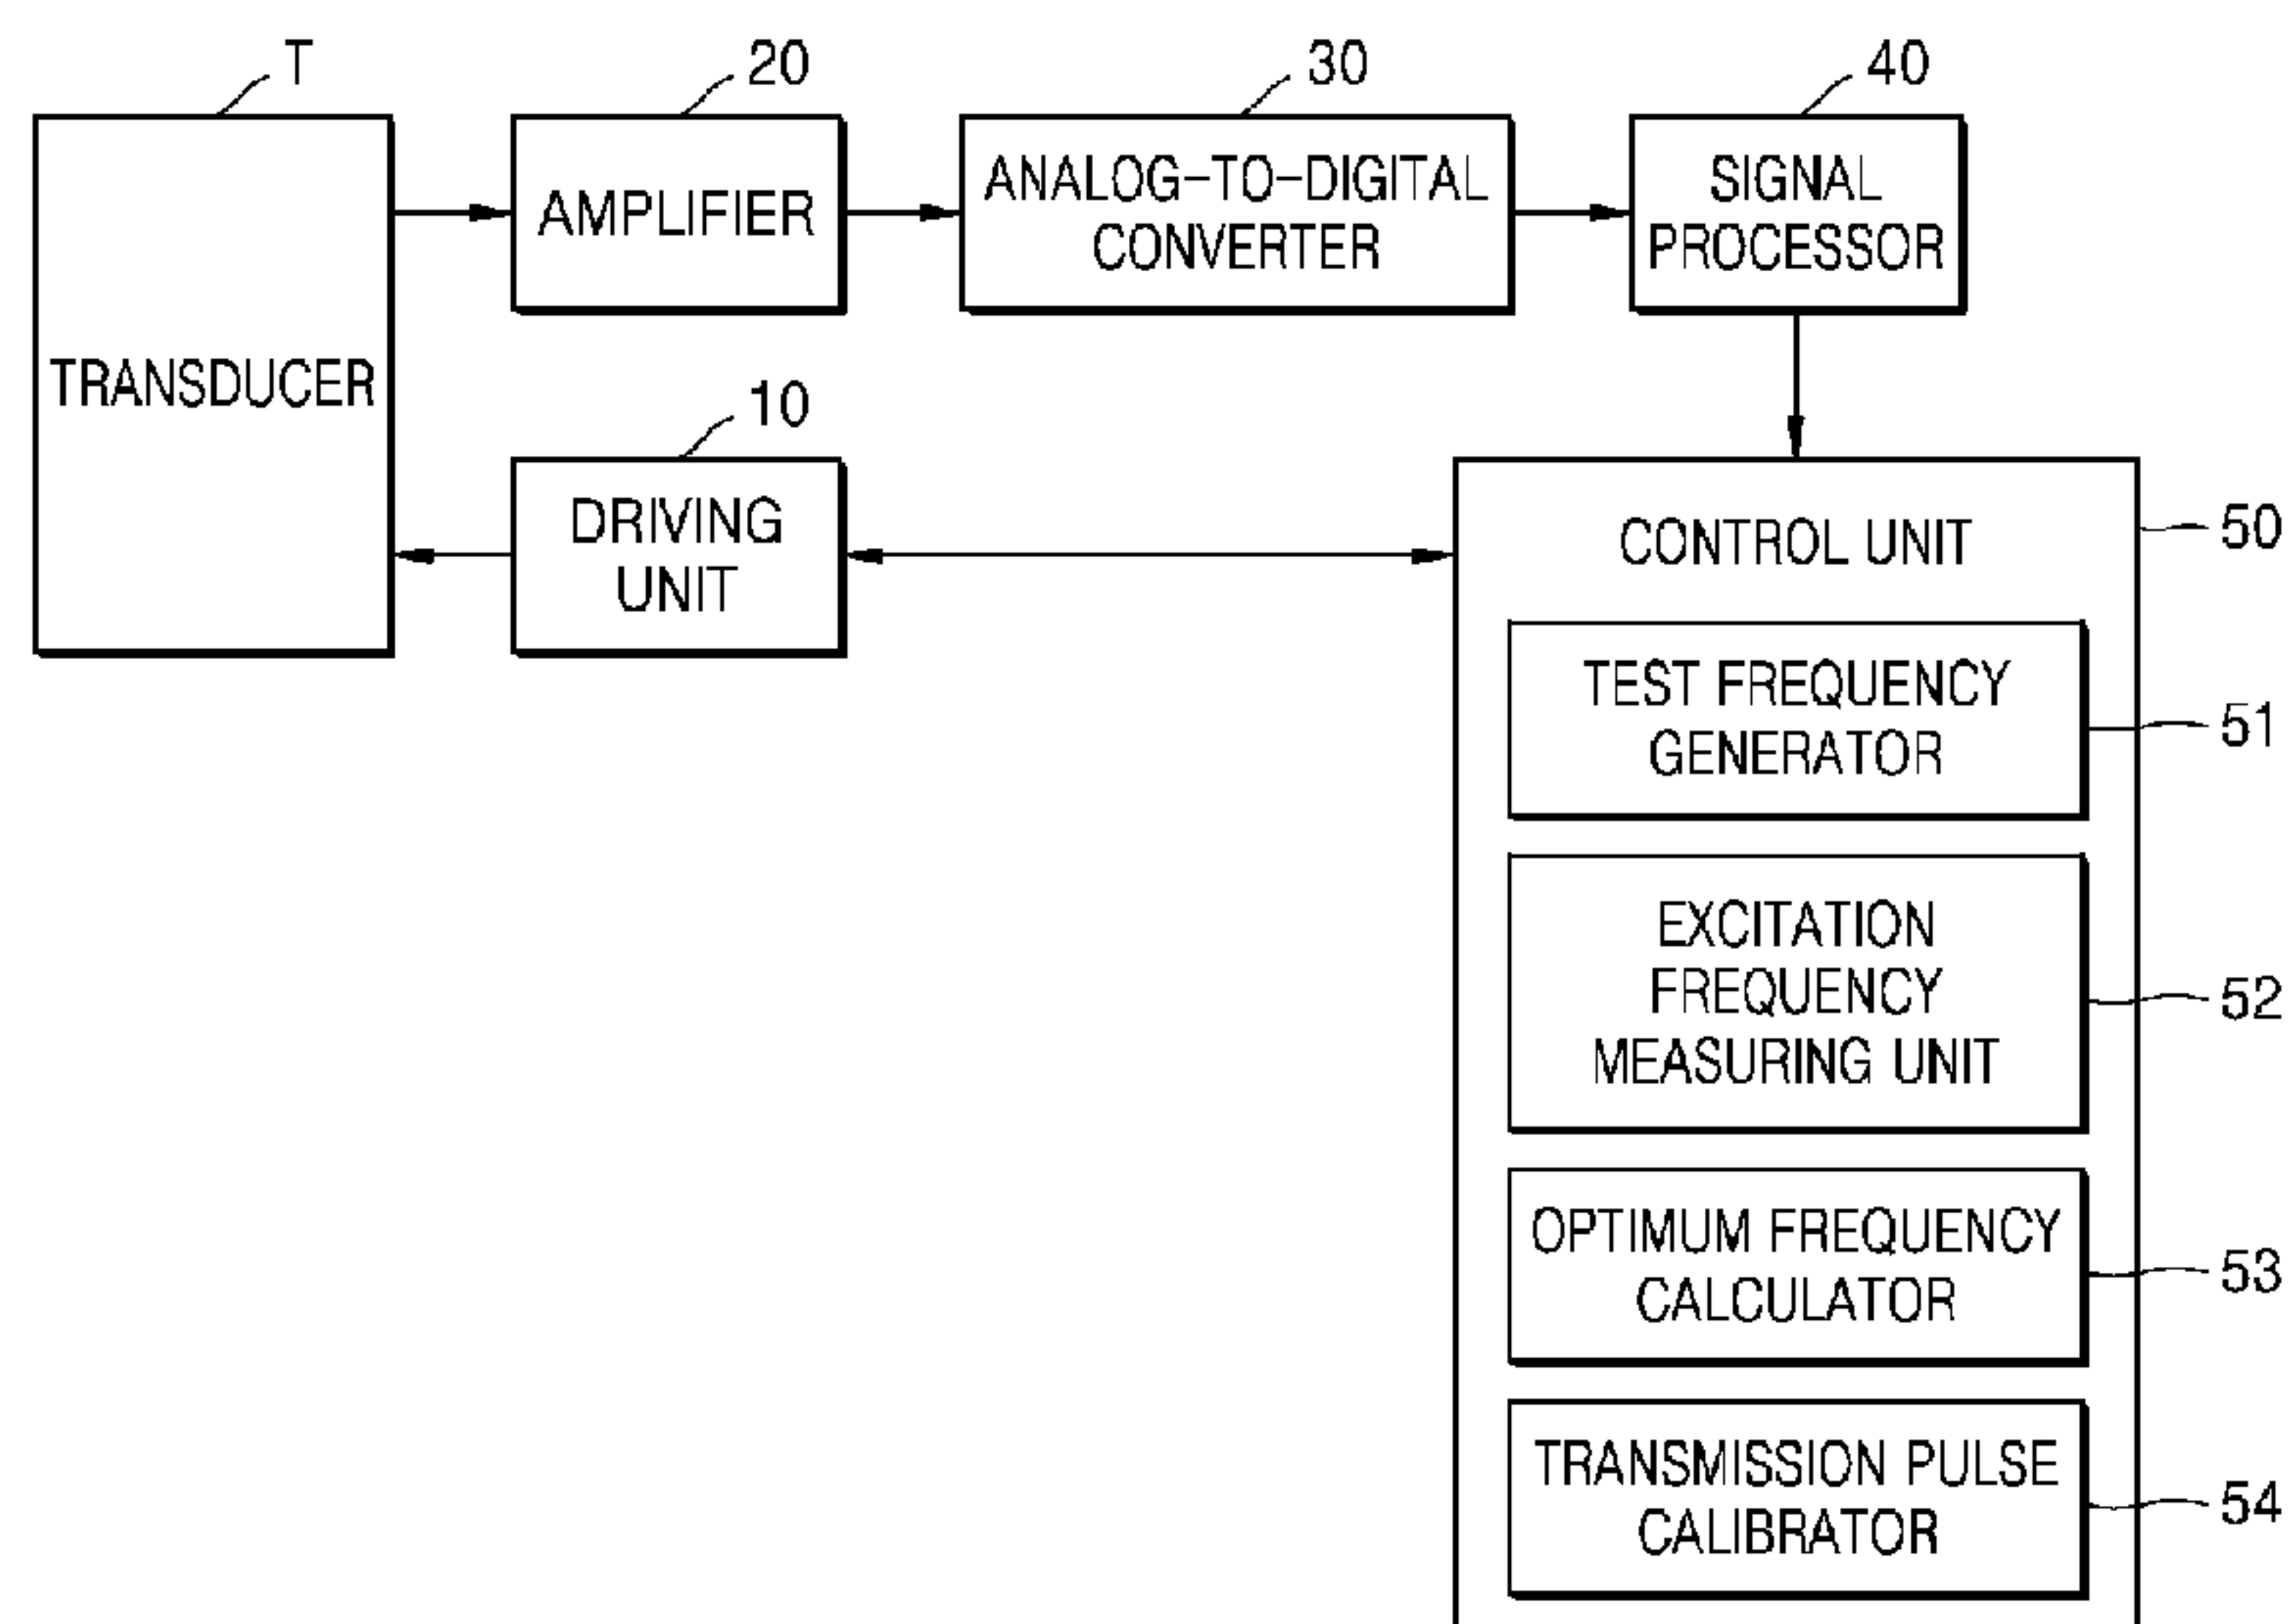 T
20
30
40
TRANSDUCER
AMPLIFIER
ANALOG-TO-DIGITAL
CONVERTER
SIGNAL
PROCESSOR
10
DRIVING
UNIT
CONTROL UNIT
50
TEST FREQUENCY
GENERATOR
51
EXCITATION
FREQUENCY
MEASURING UNIT
52
OPTIMUM FREQUENCY
CALCULATOR
53
TRANSMISSION PULSE
CALIBRATOR
54